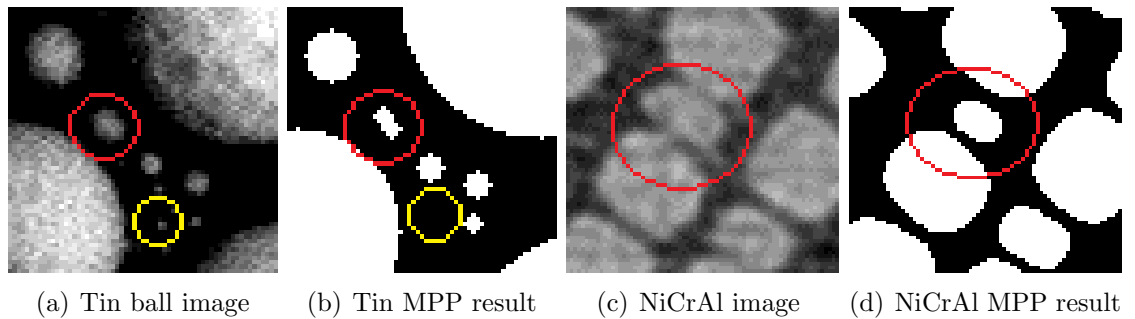 (a) Tin ball image
(b) Tin MPP result
(c) NiCrAl image
(d) NiCrAl MPP result